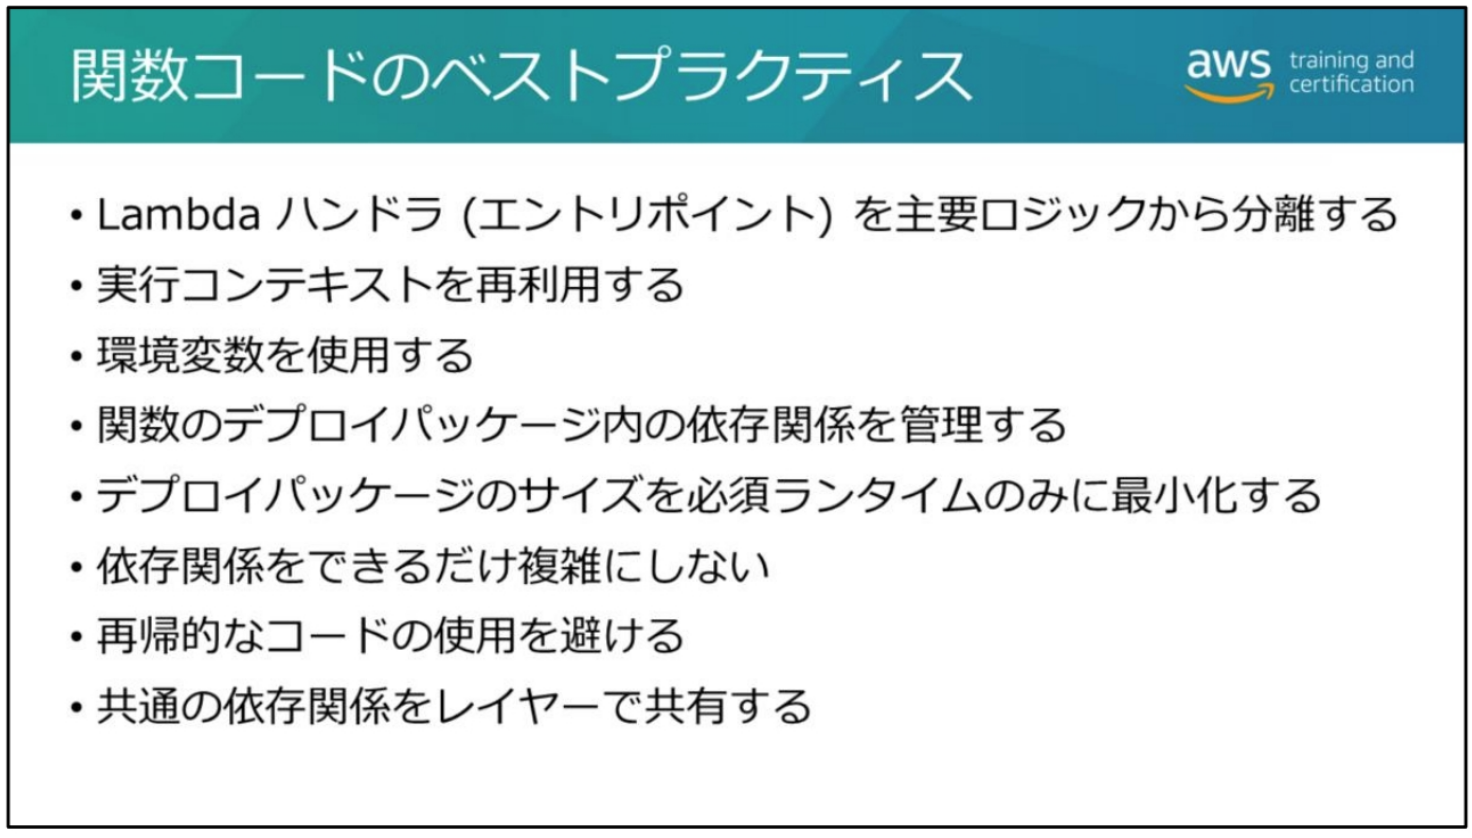 関数コードのベストプラクティス
aws training and
certification
• Lambda ハンドラ (エントリポイント) を主要ロジックから分離する
• 実行コンテキストを再利用する
• 環境変数を使用する
• 関数のデプロイパッケージ内の依存関係を管理する
• デプロイパッケージのサイズを必須ランタイムのみに最小化する
• 依存関係をできるだけ複雑にしない
• 再帰的なコードの使用を避ける
• 共通の依存関係をレイヤーで共有する